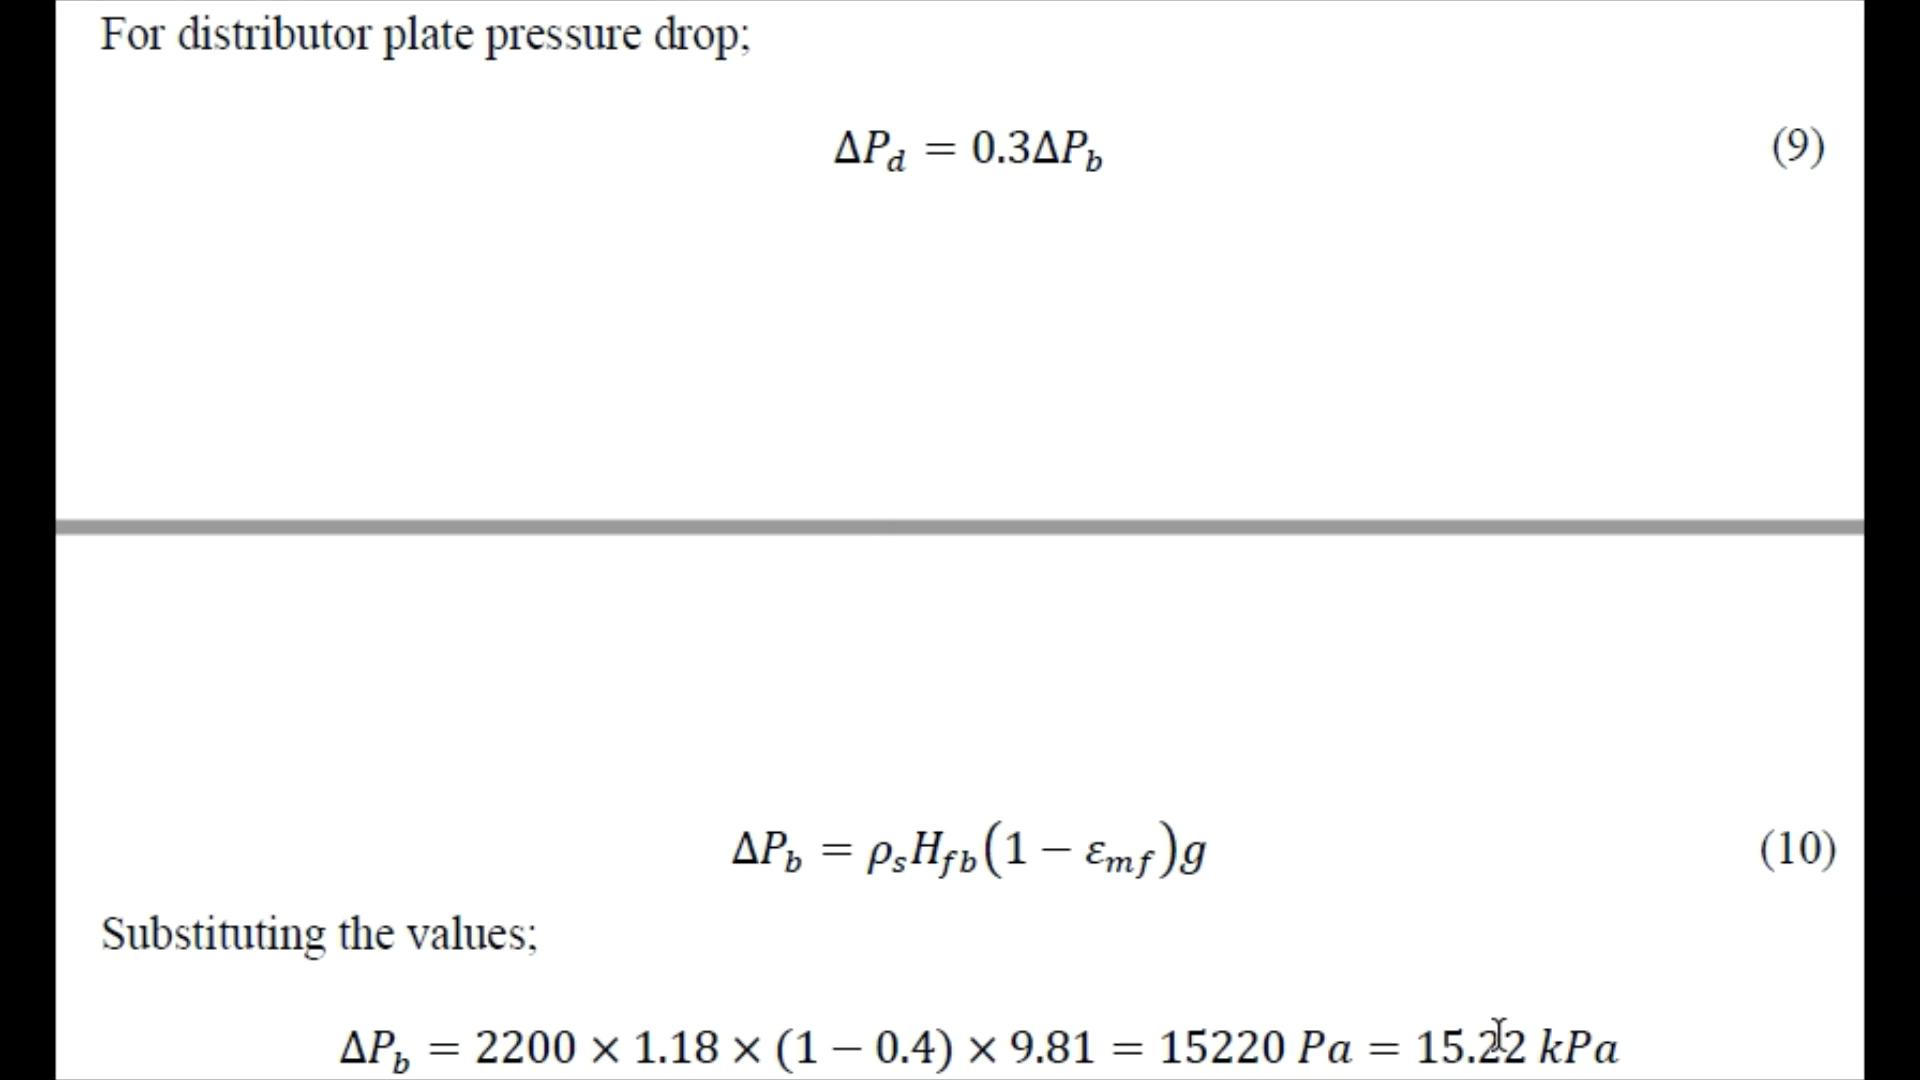 For distributor plate pressure drop;
ΔP_d = 0.3ΔP_b (9)
ΔP_b = ρ_s H_fb (1 − ε_mf) g (10)
Substituting the values;
ΔP_b = 2200 × 1.18 × (1 − 0.4) × 9.81 = 15220 Pa = 15.22 kPa